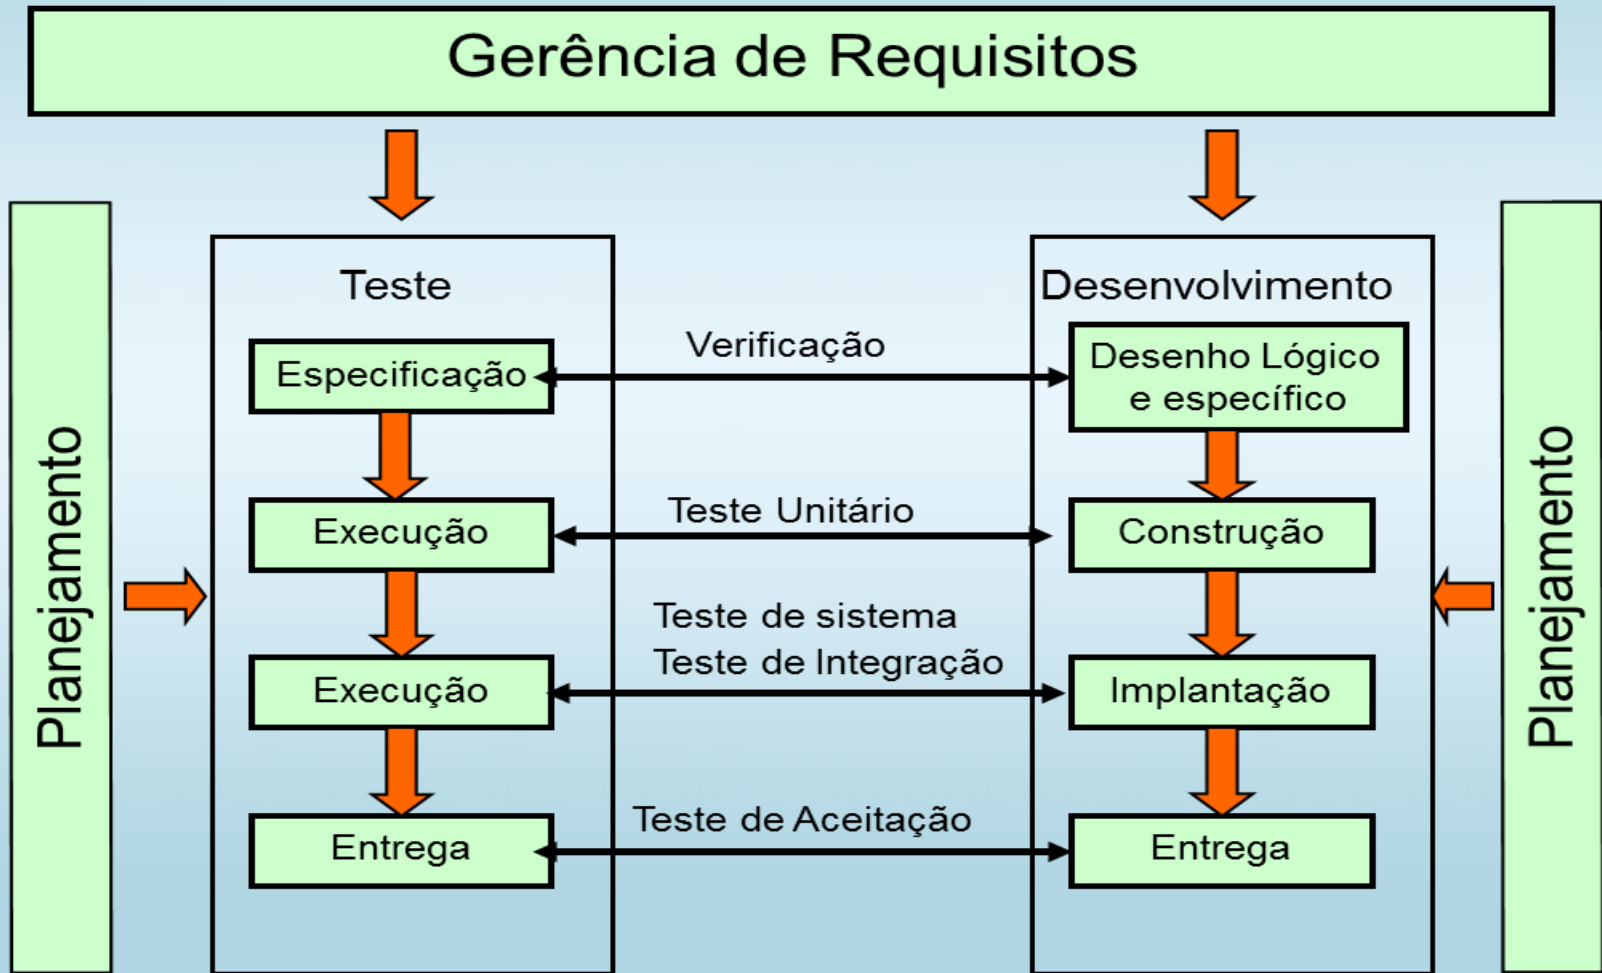 Gerência de Requisitos
Planejamento
Teste
Especificação
Execução
Execução
Entrega
Verificação
Teste Unitário
Teste de sistema
Teste de Integração
Teste de Aceitação
Desenvolvimento
Desenho Lógico
e específico
Construção
Implantação
Entrega
Planejamento